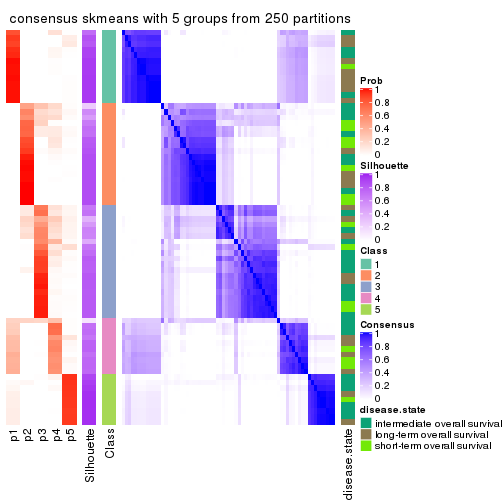 consensus skmeans with 5 groups from 250 partitions
Prob
1
0.8
0.6
0.4
0.2
0
Silhouette
1
0.8
0.6
0.4
0.2
0
Class
1
2
3
4
5
Consensus
1
0.8
0.6
0.4
0.2
0
disease.state
intermediate overall survival
long-term overall survival
short-term overall survival
p1
p2
p3
p4
p5
Silhouette
Class
disease.state